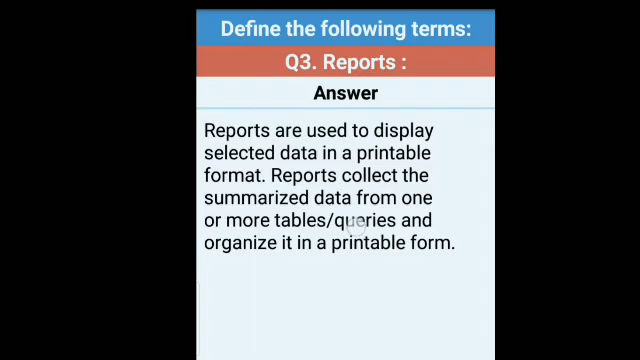 Define the following terms:
Q3. Reports :
Answer
Reports are used to display
selected data in a printable
format. Reports collect the
summarized data from one
or more tables/queries and
organize it in a printable form.